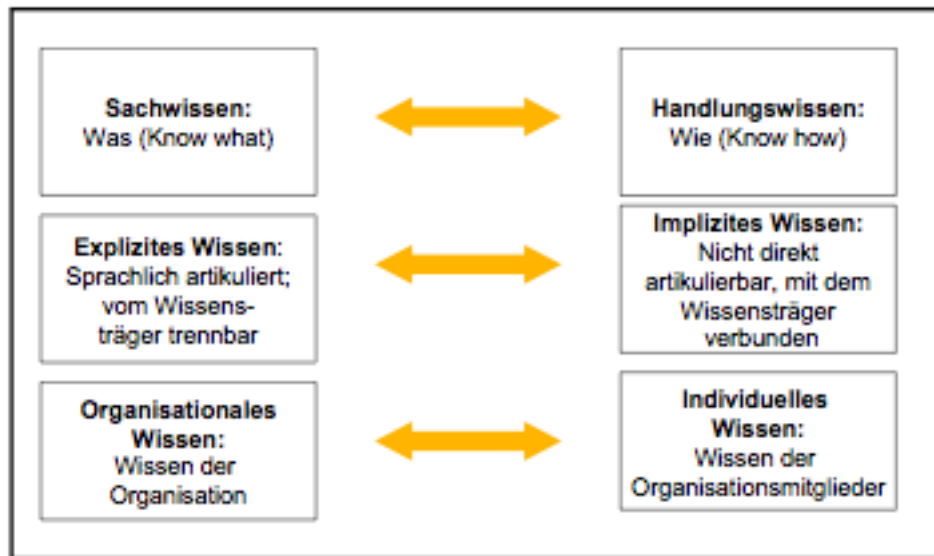 Sachwissen:
Was (Know what)
Handlungswissen:
Wie (Know how)
Explizites Wissen:
Sprachlich artikuliert;
vom Wissens-
träger trennbar
Implizites Wissen:
Nicht direkt
artikulierbar, mit dem
Wissensträger
verbunden
Organisationales
Wissen:
Wissen der
Organisation
Individuelles
Wissen:
Wissen der
Organisationsmitglieder